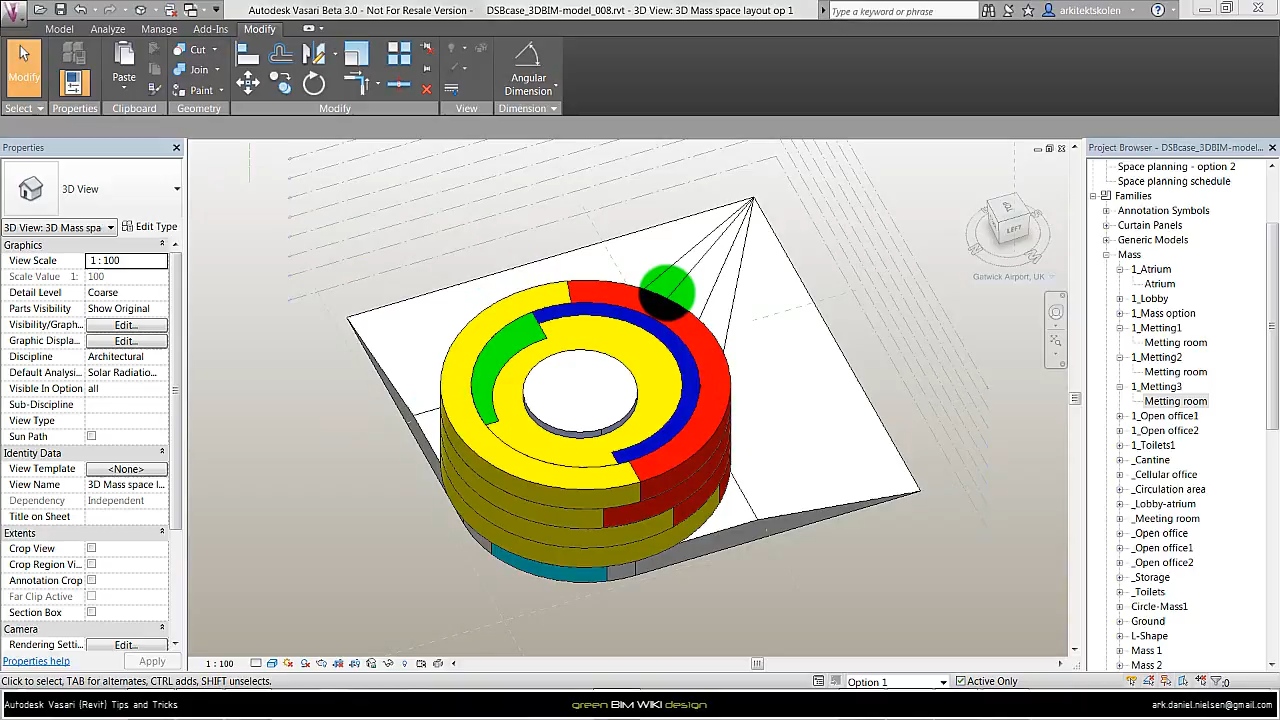 Autodesk Vasari Beta 3.0 - Not For Resale Version - DSBcase_3DBIM-model_008.rvt - 3D View: 3D Mass space layout op 1
Type a keyword or phrase
arkitektskolen
Model Analyze Manage Add-Ins Modify
Modify
Paste
Cut
Join
Paint
Angular
Dimension
Select Properties Clipboard Geometry Modify View Dimension
Properties
3D View
3D View: 3D Mass spa Edit Type
Graphics
View Scale 1 : 100
Scale Value 1: 100
Detail Level Coarse
Parts Visibility Show Original
Visibility/Graph... Edit...
Graphic Displa... Edit...
Discipline Architectural
Default Analysi... Solar Radiatio...
Visible In Option all
Sub-Discipline
View Type
Sun Path
Identity Data
View Template <None>
View Name 3D Mass space l...
Dependency Independent
Title on Sheet
Extents
Crop View
Crop Region Vi...
Annotation Crop
Far Clip Active
Section Box
Camera
Rendering Setti... Edit...
Properties help Apply
LEFT
Gatwick Airport, UK
Project Browser - DSBcase_3DBIM-model...
Space planning - option 2
Space planning schedule
Families
Annotation Symbols
Curtain Panels
Generic Models
Mass
1_Atrium
Atrium
1_Lobby
1_Mass option
1_Metting1
Metting room
1_Metting2
Metting room
1_Metting3
Metting room
1_Open office1
1_Open office2
1_Toilets1
_Cantine
_Cellular office
_Circulation area
_Lobby-atrium
_Meeting room
_Open office
_Open office1
_Open office2
_Storage
_Toilets
Circle-Mass1
Ground
L-Shape
Mass 1
Mass 2
1 : 100
Click to select, TAB for alternates, CTRL adds, SHIFT unselects.
Option 1
Active Only
:0
Autodesk Vasari (Revit) Tips and Tricks
green BIM WIKI design
ark.daniel.nielsen@gmail.com